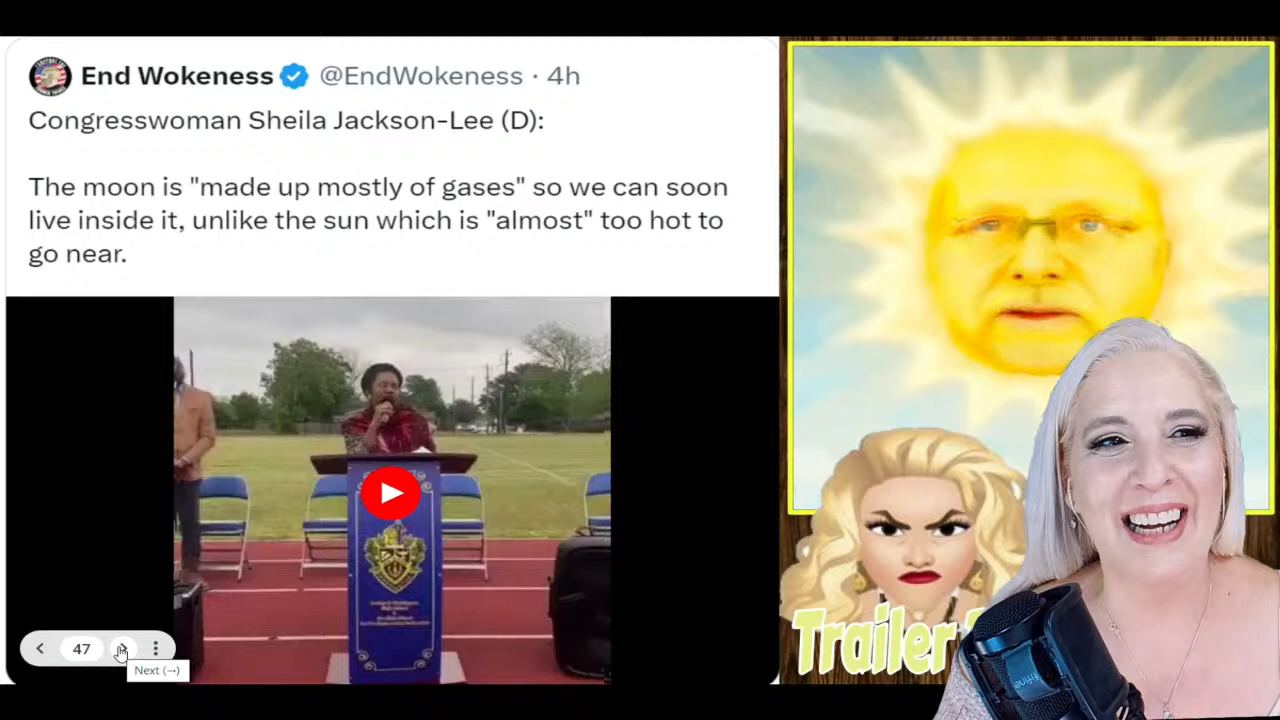 End Wokeness @EndWokeness · 4h
Congresswoman Sheila Jackson-Lee (D):
The moon is "made up mostly of gases" so we can soon
live inside it, unlike the sun which is "almost" too hot to
go near.
47
Next (→)
Trailer